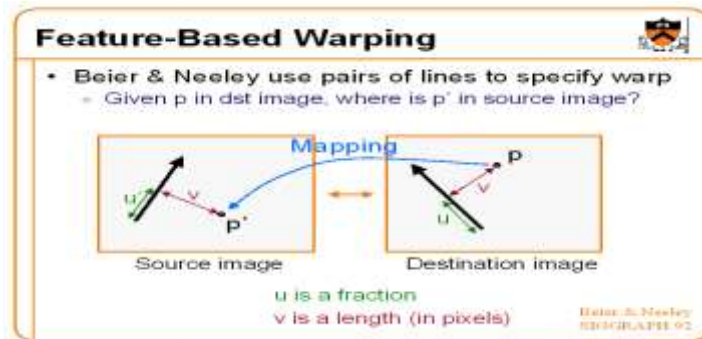 Feature-Based Warping
• Beier & Neeley use pairs of lines to specify warp
◦ Given p in dst image, where is p' in source image?
Mapping
p
u
v
p'
v
u
Source image
Destination image
u is a fraction
v is a length (in pixels)
Beier & Neeley
SIGGRAPH 92